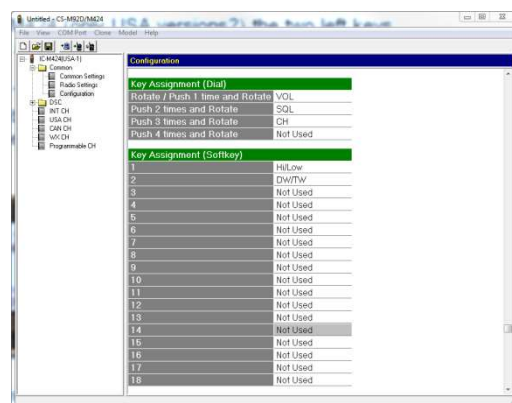 Untitled - CS-M92D/M424
USA versions?) the two left keys
File View COM Port Clone Model Help
IC-M424(USA-1)
Common
Common Settings
Radio Settings
Configuration
DSC
INT CH
USA CH
CAN CH
WX CH
Programmable CH
Configuration
Key Assignment (Dial)
Rotate / Push 1 time and Rotate VOL
Push 2 times and Rotate SQL
Push 3 times and Rotate CH
Push 4 times and Rotate Not Used
Key Assignment (Softkey)
1 Hi/Low
2 DW/TW
3 Not Used
4 Not Used
5 Not Used
6 Not Used
7 Not Used
8 Not Used
9 Not Used
10 Not Used
11 Not Used
12 Not Used
13 Not Used
14 Not Used
15 Not Used
16 Not Used
17 Not Used
18 Not Used